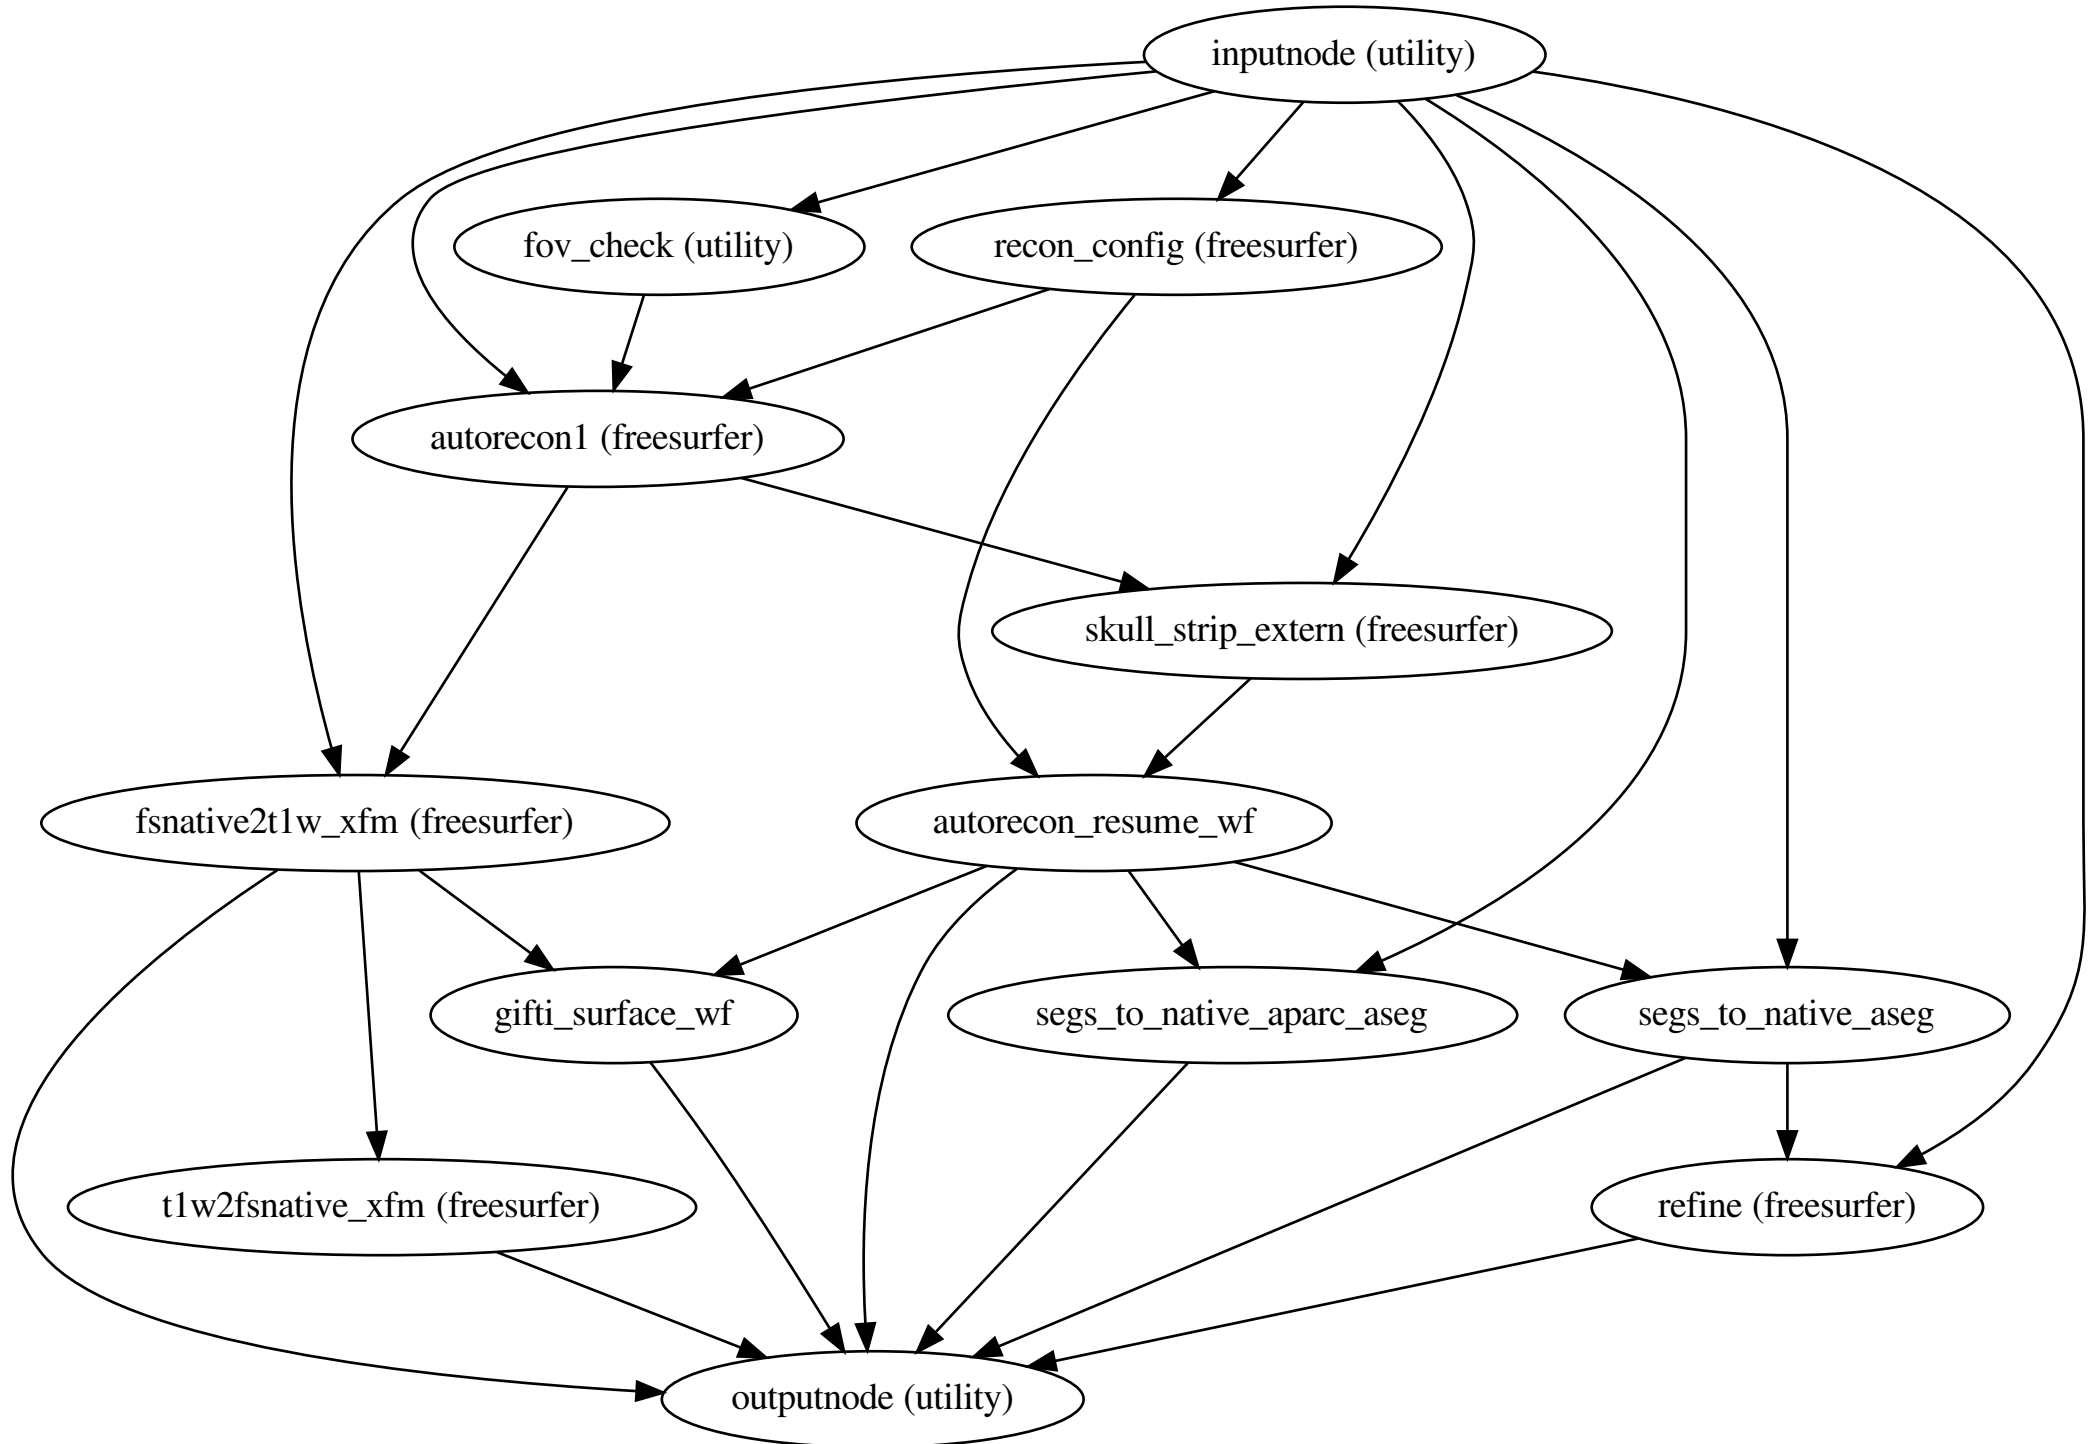 inputnode (utility)
fov_check (utility)
recon_config (freesurfer)
autorecon1 (freesurfer)
skull_strip_extern (freesurfer)
fsnative2t1w_xfm (freesurfer)
autorecon_resume_wf
gifti_surface_wf
segs_to_native_aparc_aseg
segs_to_native_aseg
t1w2fsnative_xfm (freesurfer)
refine (freesurfer)
outputnode (utility)